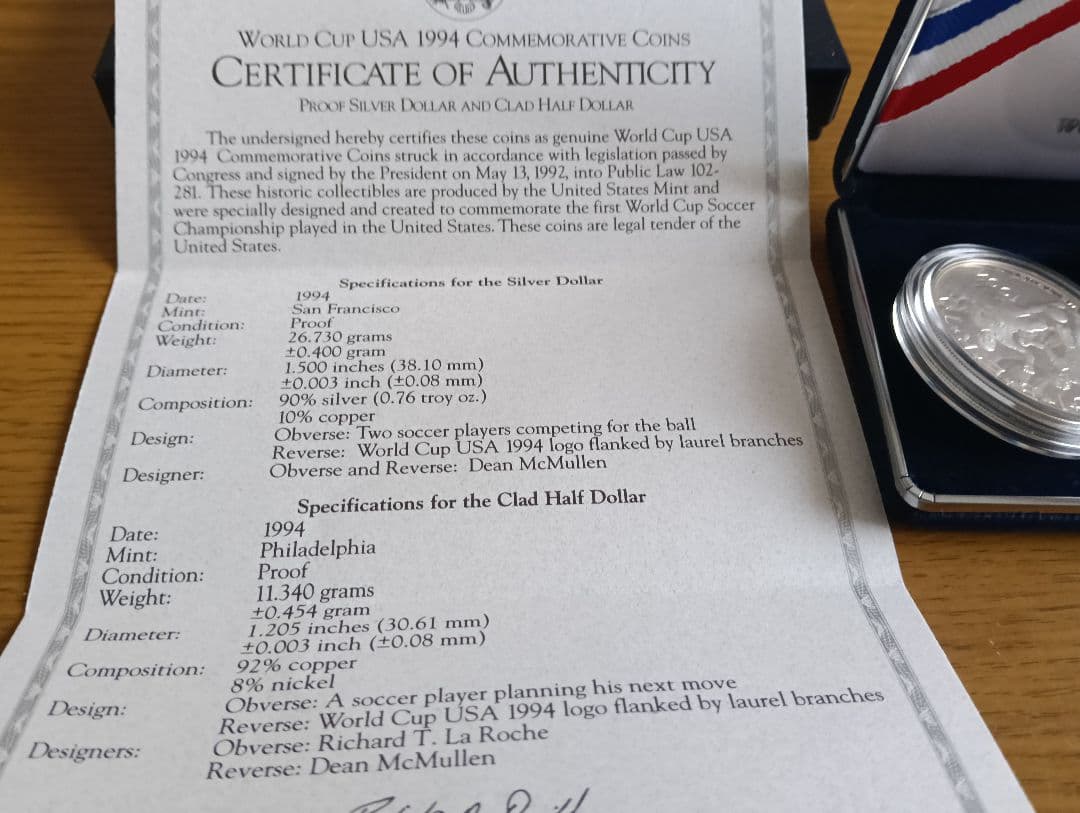 WORLD CUP USA 1994 COMMEMORATIVE COINS
CERTIFICATE OF AUTHENTICITY
PROOF SILVER DOLLAR AND CLAD HALF DOLLAR
The undersigned hereby certifies these coins as genuine World Cup USA
1994 Commemorative Coins struck in accordance with legislation passed by
Congress and signed by the President on May 13, 1992, into Public Law 102-
281. These historic collectibles are produced by the United States Mint and
were specially designed and created to commemorate the first World Cup Soccer
Championship played in the United States. These coins are legal tender of the
United States.
Specifications for the Silver Dollar
Date: 1994
Mint: San Francisco
Condition: Proof
Weight: 26.730 grams
±0.400 gram
Diameter: 1.500 inches (38.10 mm)
±0.003 inch (±0.08 mm)
Composition: 90% silver (0.76 troy oz.)
10% copper
Design: Obverse: Two soccer players competing for the ball
Reverse: World Cup USA 1994 logo flanked by laurel branches
Designer: Obverse and Reverse: Dean McMullen
Specifications for the Clad Half Dollar
Date: 1994
Mint: Philadelphia
Condition: Proof
Weight: 11.340 grams
±0.454 gram
Diameter: 1.205 inches (30.61 mm)
±0.003 inch (±0.08 mm)
Composition: 92% copper
8% nickel
Design: Obverse: A soccer player planning his next move
Reverse: World Cup USA 1994 logo flanked by laurel branches
Designers: Obverse: Richard T. La Roche
Reverse: Dean McMullen